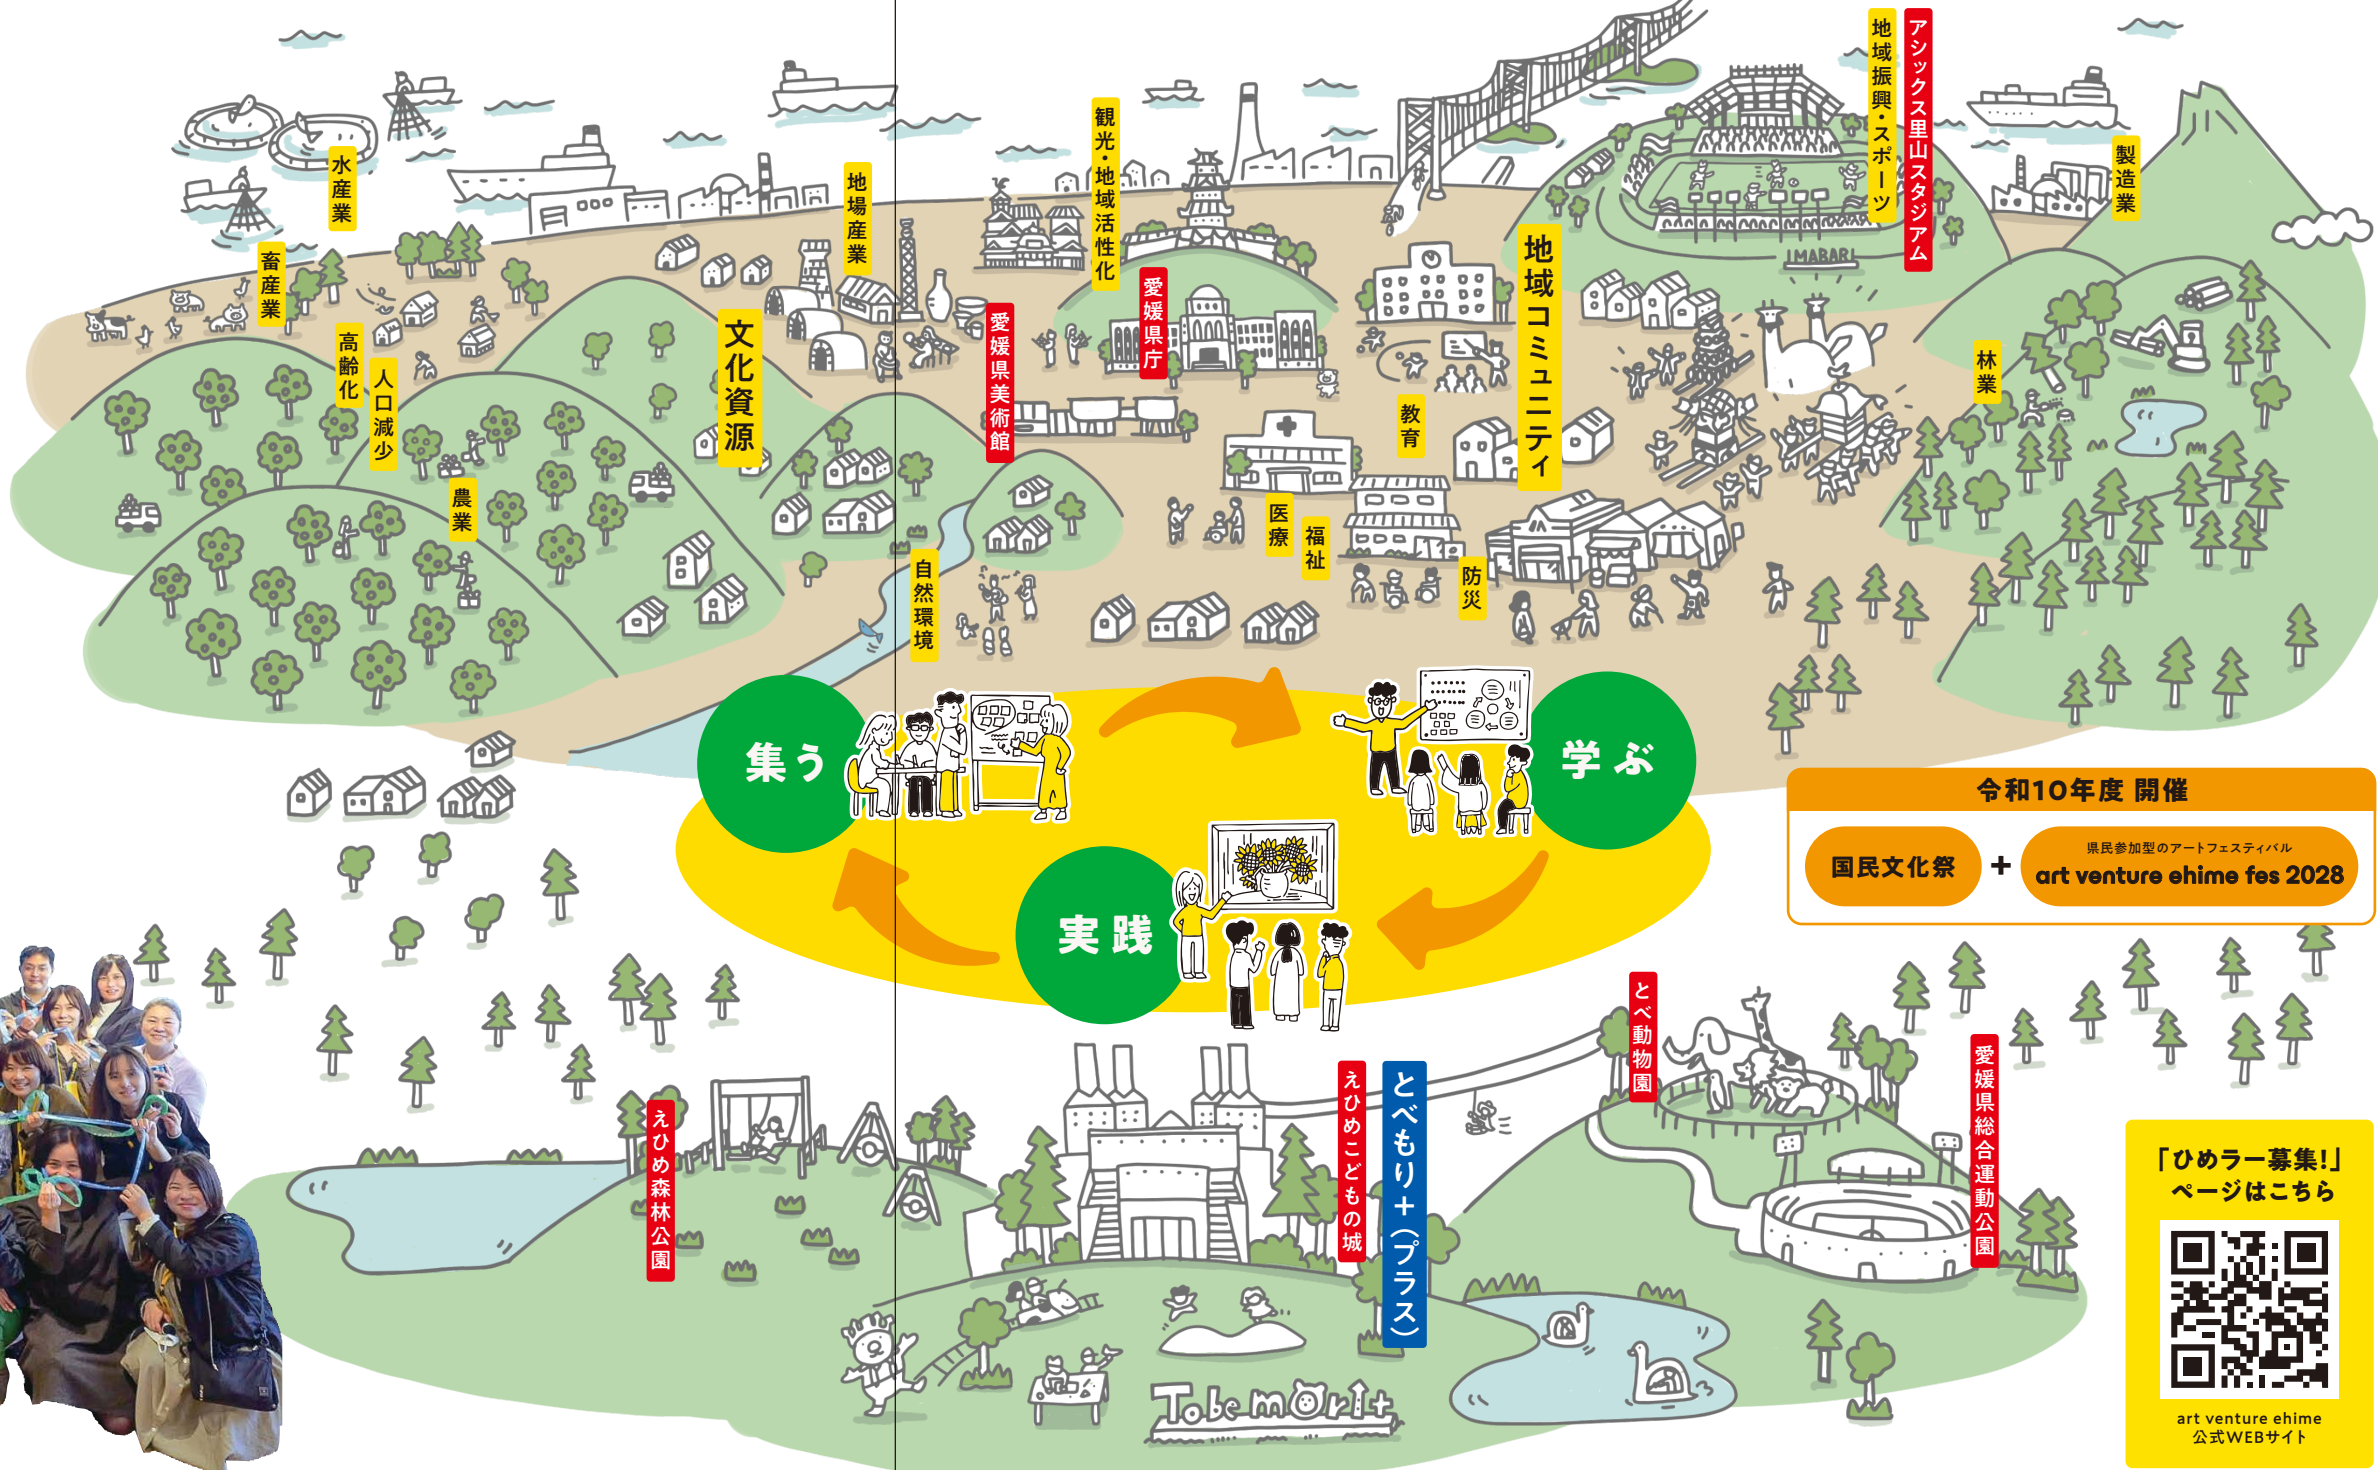 水産業
畜産業
高齢化
人口減少
農業
文化資源
地場産業
自然環境
愛媛県美術館
観光・地域活性化
愛媛県庁
医療
福祉
教育
防災
地域コミュニティ
地域振興・スポーツ
アシックス里山スタジアム
IMABARI
製造業
林業
集う
学ぶ
実践
令和10年度 開催
国民文化祭
+
県民参加型のアートフェスティバル
art venture ehime fes 2028
えひめ森林公園
えひめこどもの城
とべもり+(プラス)
とべ動物園
愛媛県総合運動公園
Tobemori+
「ひめラー募集!」
ページはこちら
art venture ehime
公式WEBサイト